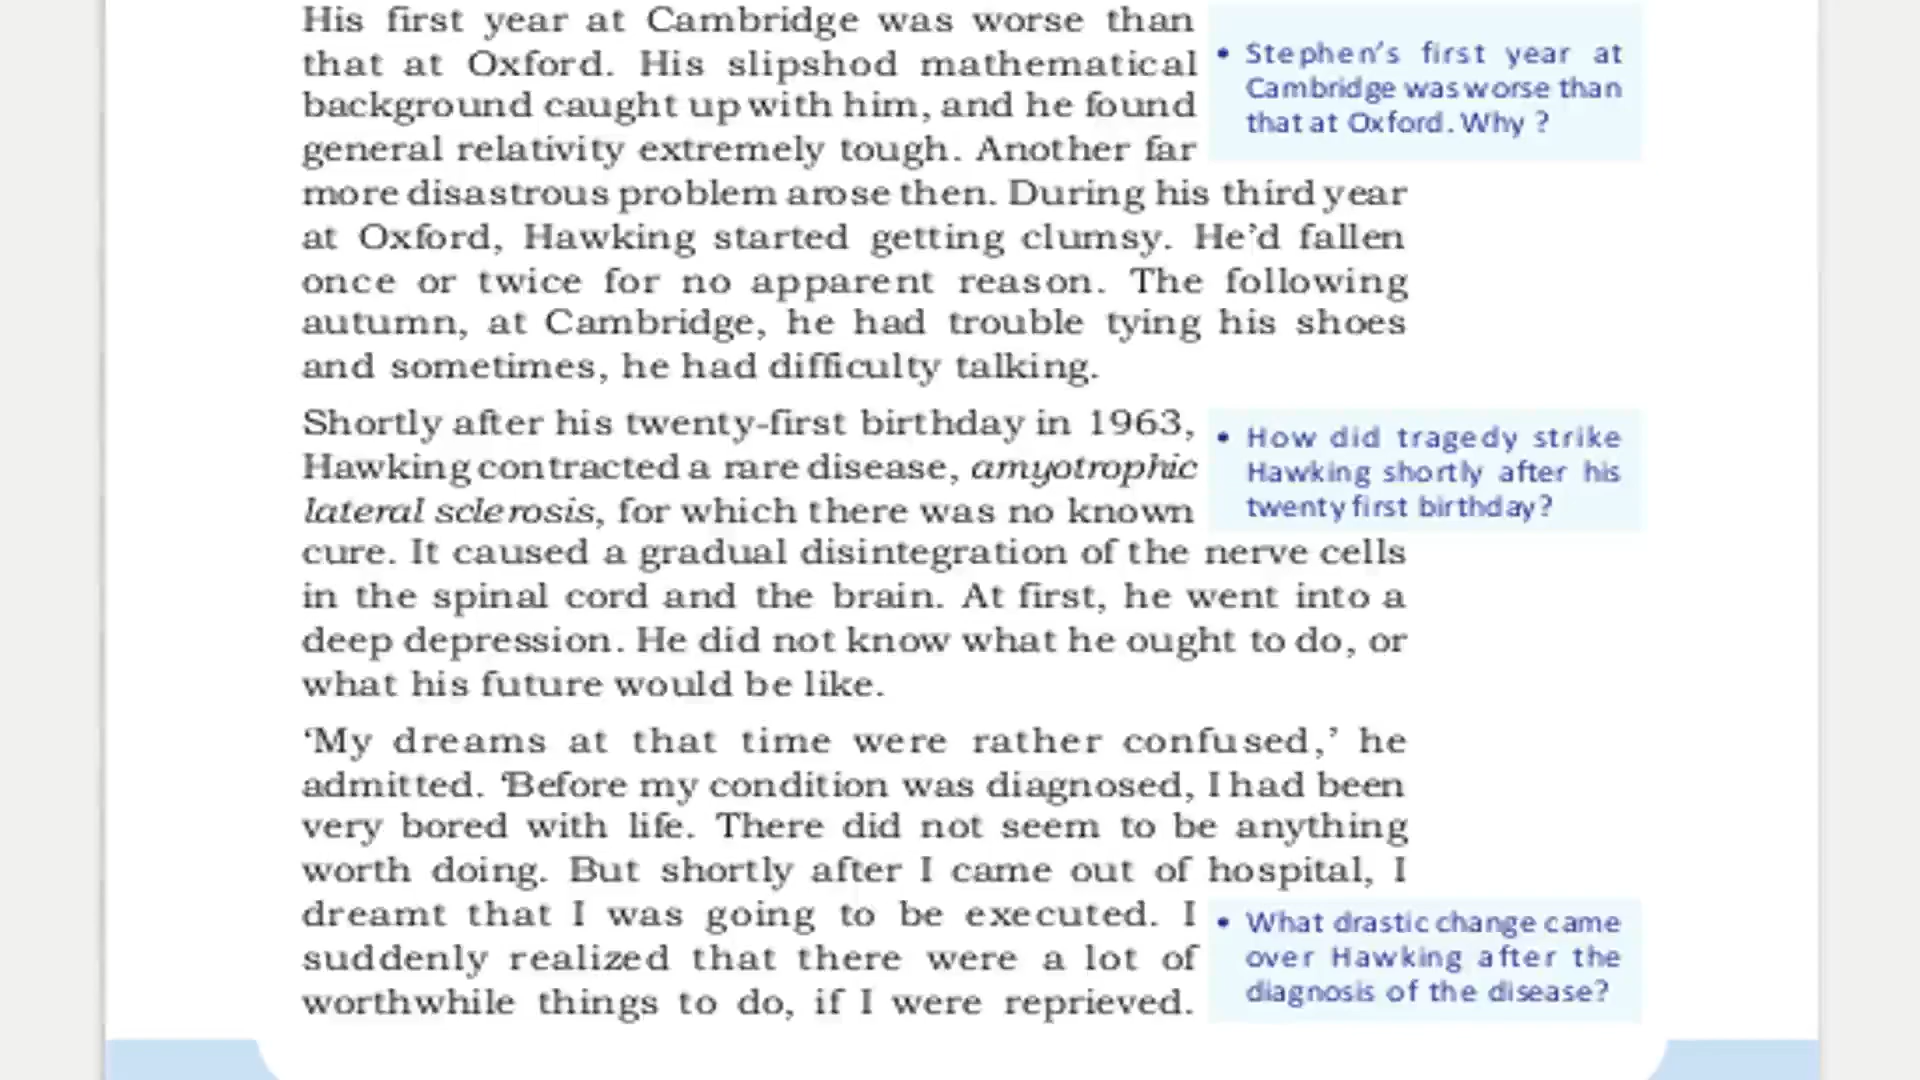 His first year at Cambridge was worse than
that at Oxford. His slipshod mathematical
background caught up with him, and he found
general relativity extremely tough. Another far
more disastrous problem arose then. During his third year
at Oxford, Hawking started getting clumsy. He’d fallen
once or twice for no apparent reason. The following
autumn, at Cambridge, he had trouble tying his shoes
and sometimes, he had difficulty talking.
• Stephen’s first year at
Cambridge was worse than
that at Oxford. Why ?
Shortly after his twenty-first birthday in 1963,
Hawking contracted a rare disease, amyotrophic
lateral sclerosis, for which there was no known
cure. It caused a gradual disintegration of the nerve cells
in the spinal cord and the brain. At first, he went into a
deep depression. He did not know what he ought to do, or
what his future would be like.
• How did tragedy strike
Hawking shortly after his
twenty first birthday?
‘My dreams at that time were rather confused,’ he
admitted. ‘Before my condition was diagnosed, I had been
very bored with life. There did not seem to be anything
worth doing. But shortly after I came out of hospital, I
dreamt that I was going to be executed. I
suddenly realized that there were a lot of
worthwhile things to do, if I were reprieved.
• What drastic change came
over Hawking after the
diagnosis of the disease?